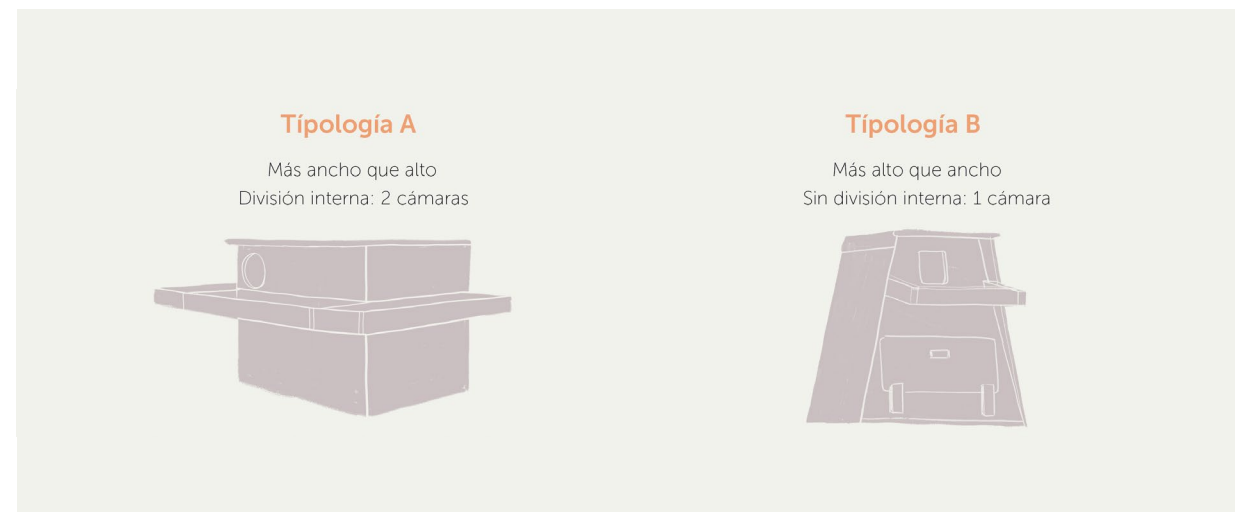 Típología A
Más ancho que alto
División interna: 2 cámaras
Típología B
Más alto que ancho
Sin división interna: 1 cámara